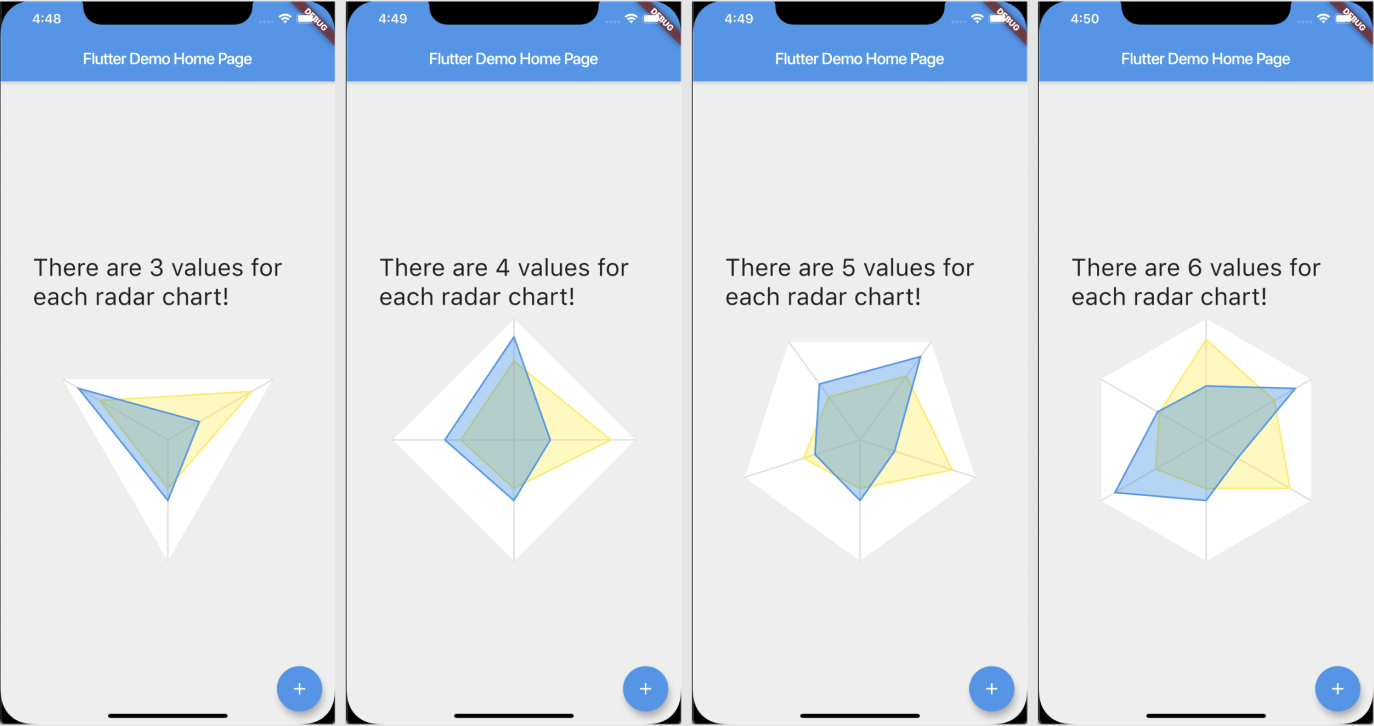 4:48
DEBUG
Flutter Demo Home Page
There are 3 values for
each radar chart!
+
4:49
DEBUG
Flutter Demo Home Page
There are 4 values for
each radar chart!
+
4:49
DEBUG
Flutter Demo Home Page
There are 5 values for
each radar chart!
+
4:50
DEBUG
Flutter Demo Home Page
There are 6 values for
each radar chart!
+